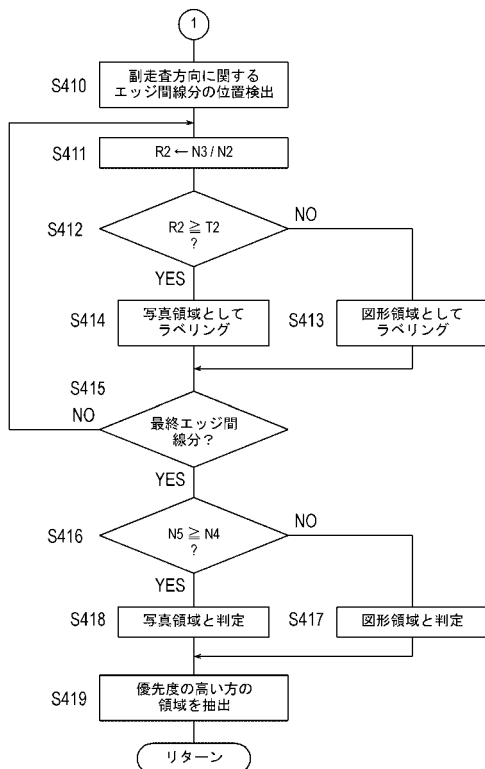 1
S410
副走査方向に関する
エッジ間線分の位置検出
S411
R2 ← N3 / N2
S412
R2 ≧ T2
?
NO
YES
S414
写真領域として
ラベリング
S413
図形領域として
ラベリング
S415
NO
最終エッジ間
線分？
YES
S416
N5 ≧ N4
?
NO
YES
S418
写真領域と判定
S417
図形領域と判定
S419
優先度の高い方の
領域を抽出
リターン